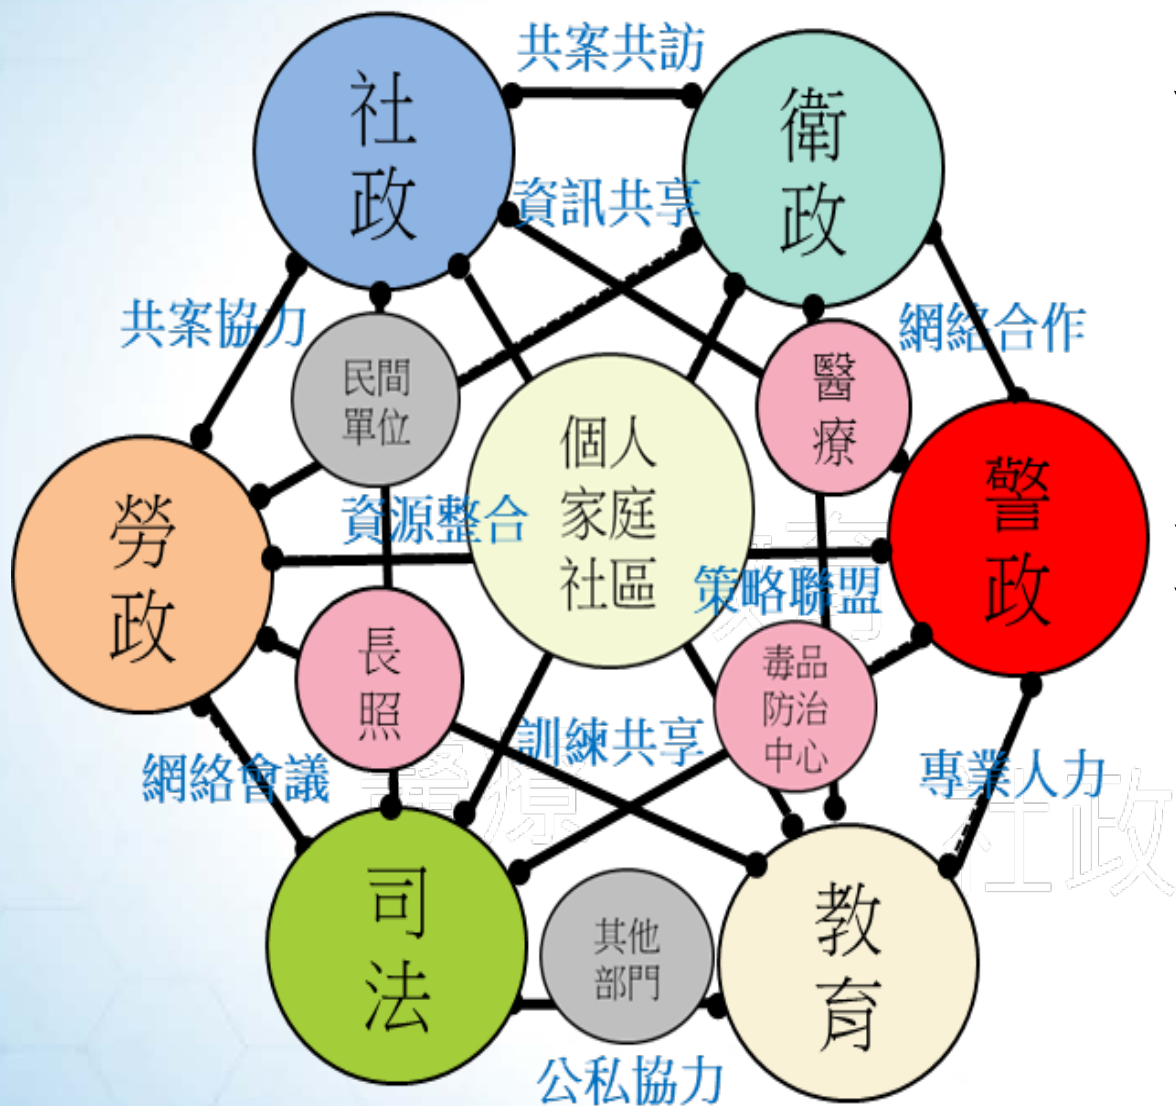 共案共訪
社
政
衛
政
資訊共享
共案協力
網絡合作
民間
單位
醫
療
個人
家庭
社區
警
政
勞
政
資源整合
策略聯盟
長
照
毒品
防治
中心
訓練共享
網絡會議
專業人力
醫療
社政
司
法
其他
部門
教
育
公私協力